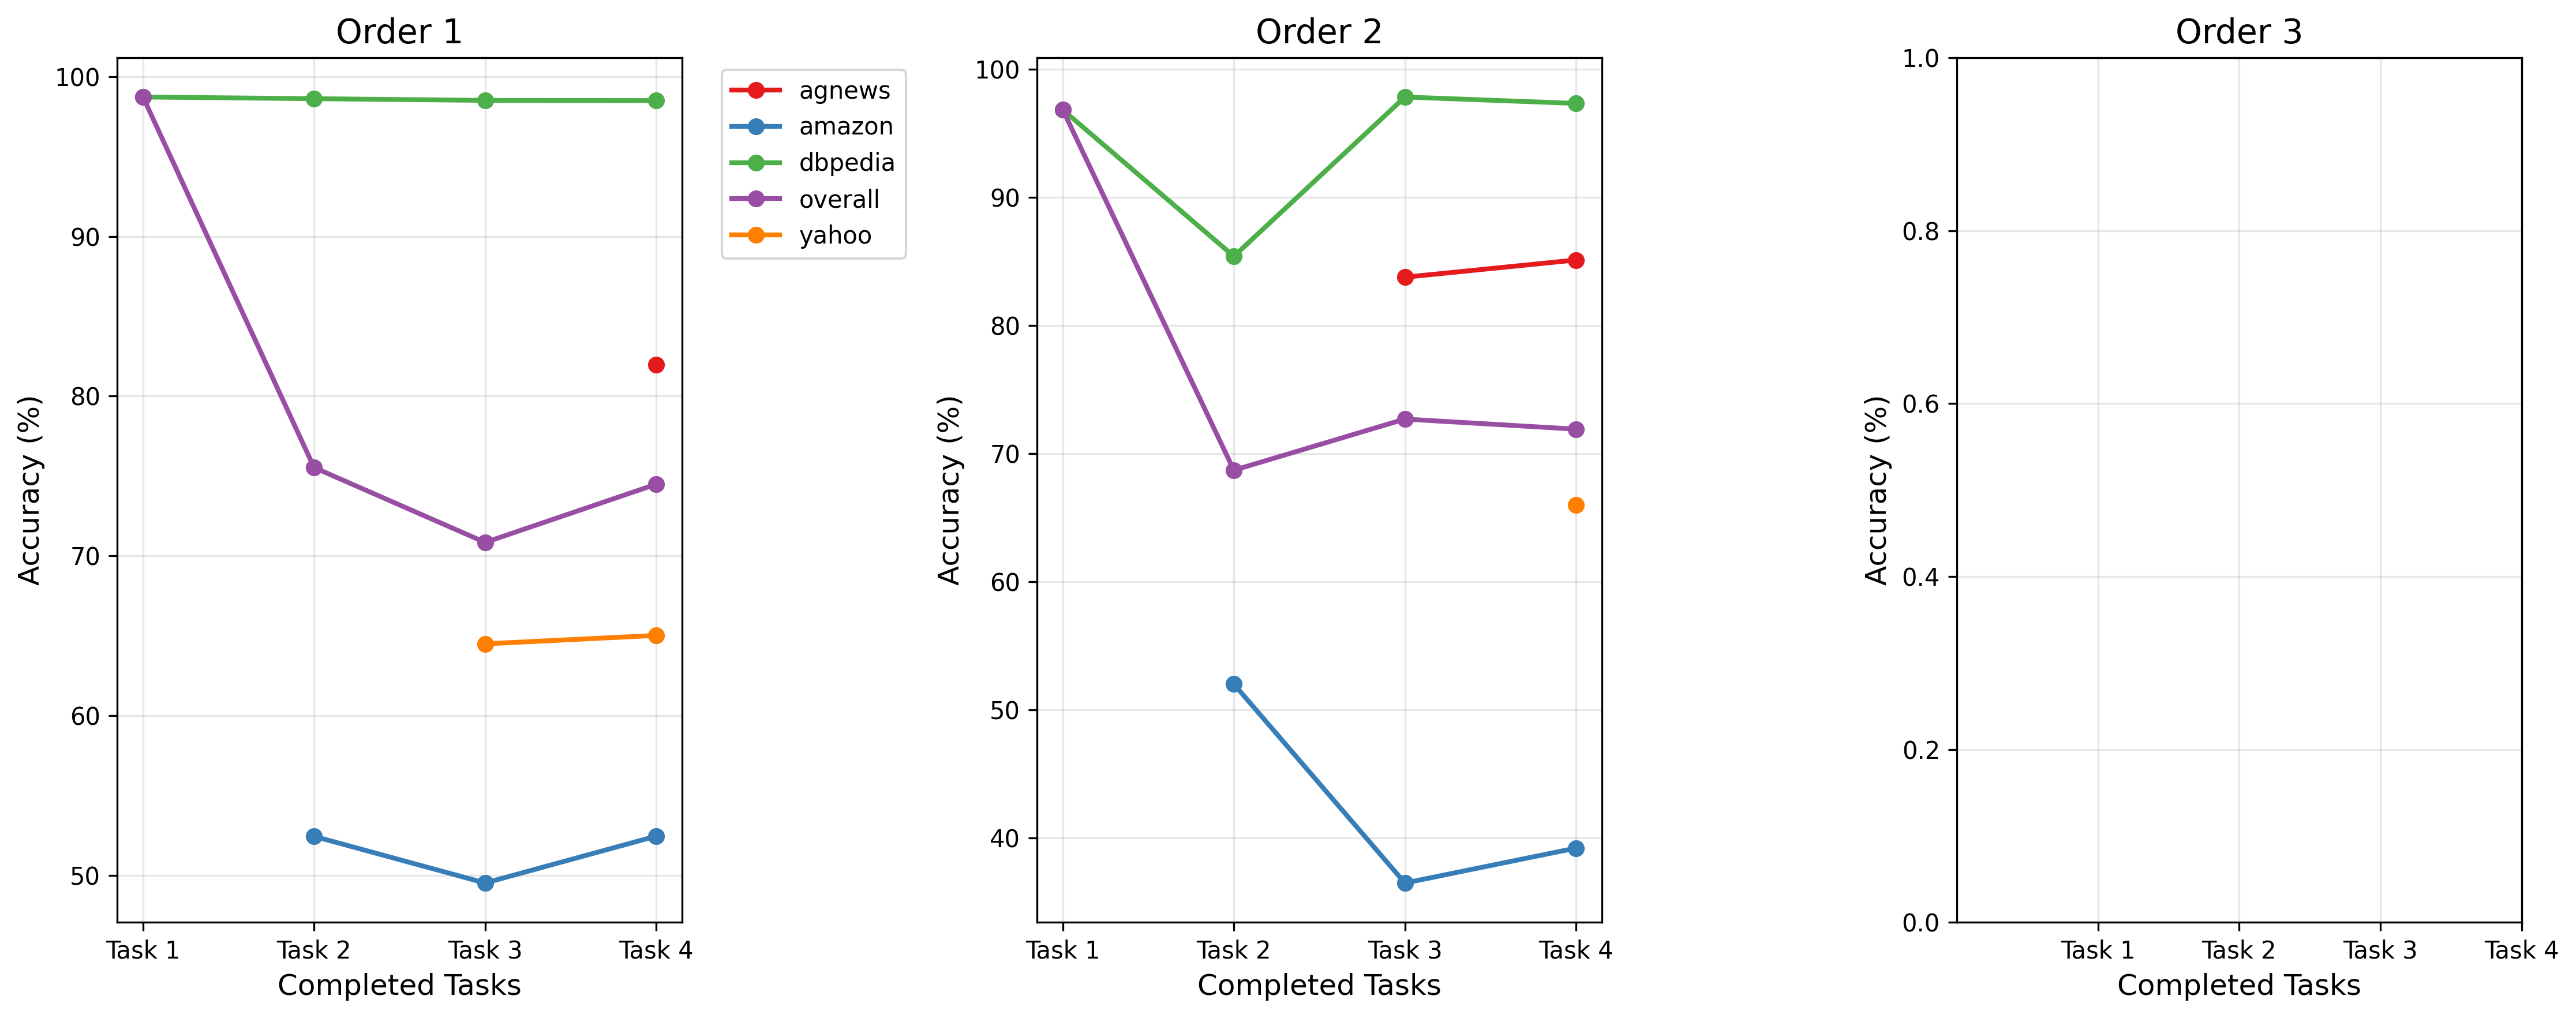 Order 1
Accuracy (%)
100
90
80
70
60
50
Task 1
Task 2
Task 3
Task 4
Completed Tasks
agnews
amazon
dbpedia
overall
yahoo
Order 2
Accuracy (%)
100
90
80
70
60
50
40
Task 1
Task 2
Task 3
Task 4
Completed Tasks
Order 3
Accuracy (%)
1.0
0.8
0.6
0.4
0.2
0.0
Task 1
Task 2
Task 3
Task 4
Completed Tasks